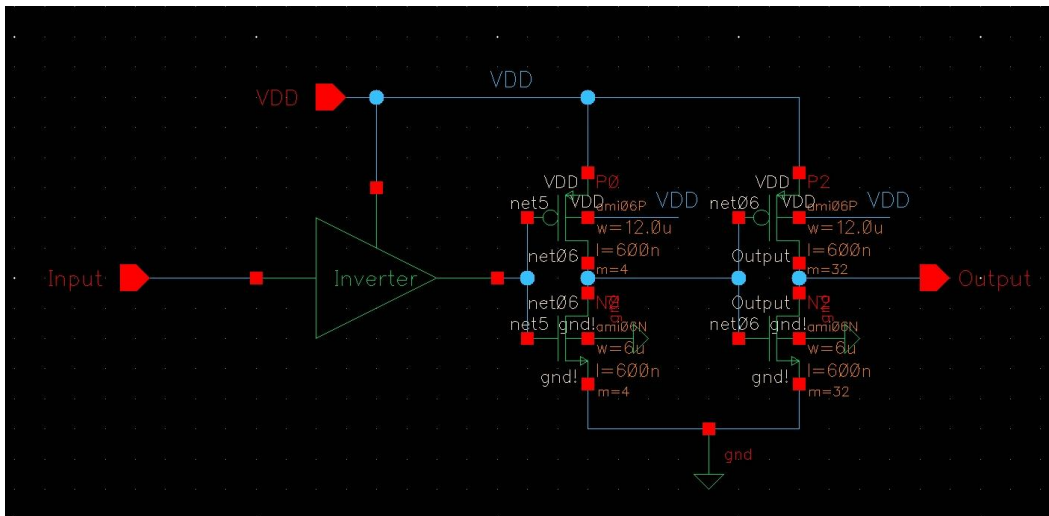 VDD
VDD
VDD P0
VDD P2
net5 VDD ami06P VDD
net06 VDD ami06P VDD
w=12.0u
w=12.0u
net06 l=600n
Output l=600n
m=4
m=32
Input
Inverter
Output
net06
Output
net5 gnd! ami06N
net06 gnd! ami06N
w=6u
w=6u
l=600n
l=600n
gnd! m=4
gnd! m=32
gnd